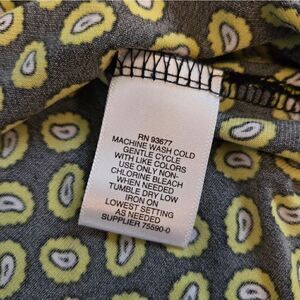 RN 93677
MACHINE WASH COLD
GENTLE CYCLE
WITH LIKE COLORS
USE ONLY NON-
CHLORINE BLEACH
WHEN NEEDED
TUMBLE DRY LOW
IRON ON
LOWEST SETTING
AS NEEDED
SUPPLIER 75590-0